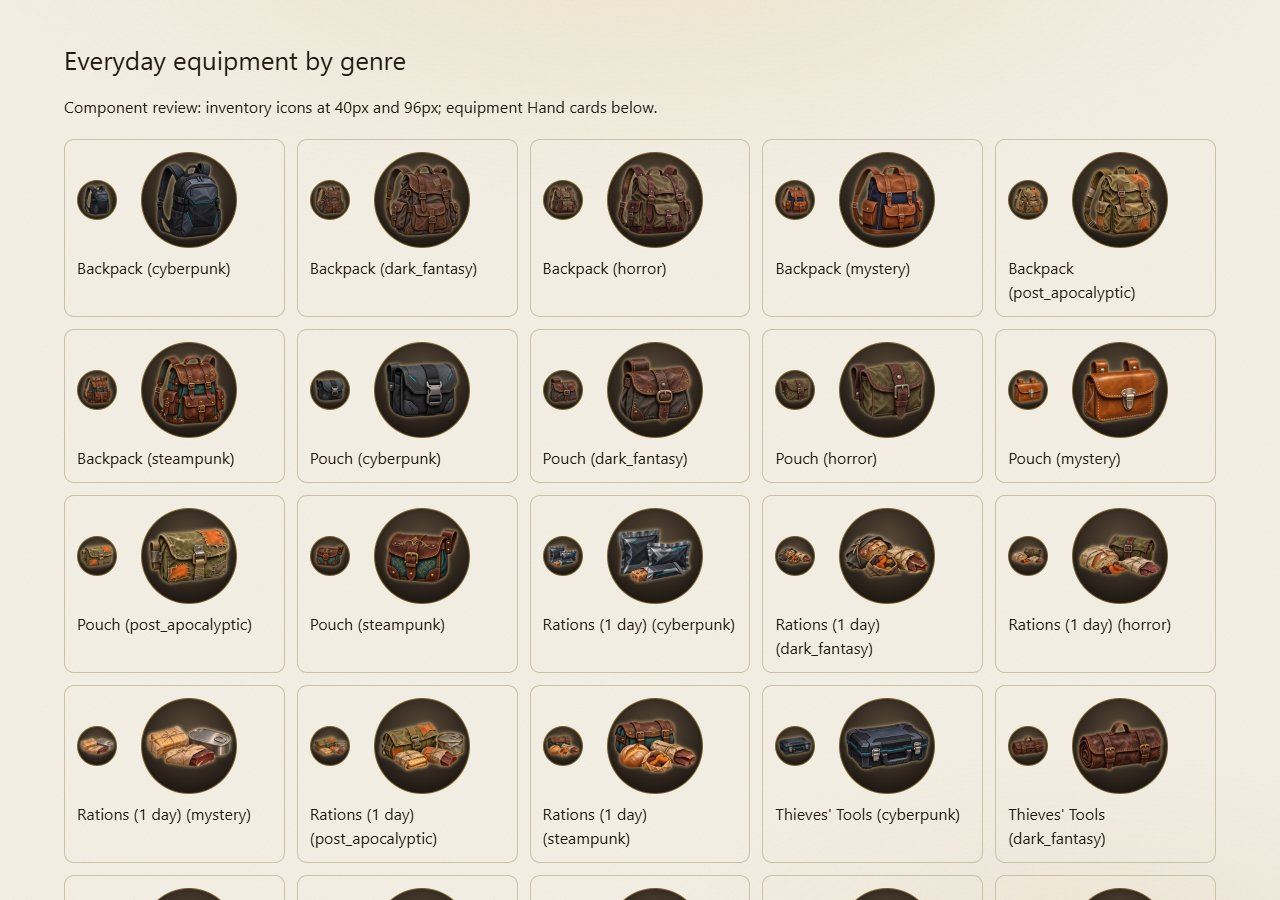 Everyday equipment by genre
Component review: inventory icons at 40px and 96px; equipment Hand cards below.
Backpack (cyberpunk)
Backpack (dark_fantasy)
Backpack (horror)
Backpack (mystery)
Backpack
(post_apocalyptic)
Backpack (steampunk)
Pouch (cyberpunk)
Pouch (dark_fantasy)
Pouch (horror)
Pouch (mystery)
Pouch (post_apocalyptic)
Pouch (steampunk)
Rations (1 day) (cyberpunk)
Rations (1 day)
(dark_fantasy)
Rations (1 day) (horror)
Rations (1 day) (mystery)
Rations (1 day)
(post_apocalyptic)
Rations (1 day)
(steampunk)
Thieves' Tools (cyberpunk)
Thieves' Tools
(dark_fantasy)